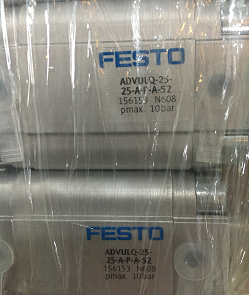 FESTO
ADVULQ-25-
25-A-P-A-S2
156153 N608
pmax. 10bar
FESTO
ADVULQ-25-
25-A-P-A-S2
156153 N608
pmax. 10bar